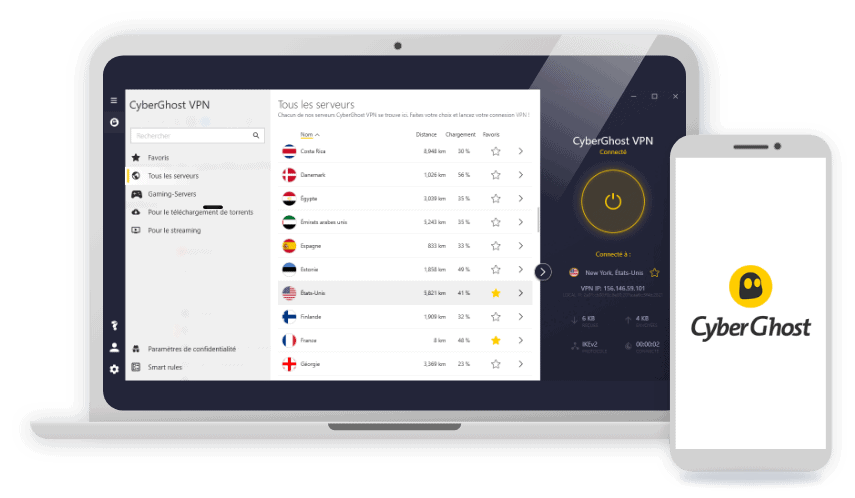 CyberGhost VPN
Rechercher
Favoris
Tous les serveurs
Gaming-Servers
Pour le téléchargement de torrents
Pour le streaming
Paramètres de confidentialité
Smart rules
Tous les serveurs
Chacun de nos serveurs CyberGhost VPN se trouve ici. Faites votre choix et lancez votre connexion VPN !
Nom Distance Chargement Favoris
Costa Rica 8,948 km 30 %
Danemark 1,026 km 56 %
Égypte 3,039 km 35 %
Émirats arabes unis 5,243 km 35 %
Espagne 833 km 33 %
Estonie 1,858 km 49 %
États-Unis 5,821 km 41 %
Finlande 1,909 km 32 %
France 8 km 48 %
Géorgie 3,369 km 23 %
CyberGhost VPN
Connecté
Connecté à :
New York, États-Unis
VPN IP: 156.146.59.101
6 KB 4 KB
IKEv2 00:00:02
CyberGhost